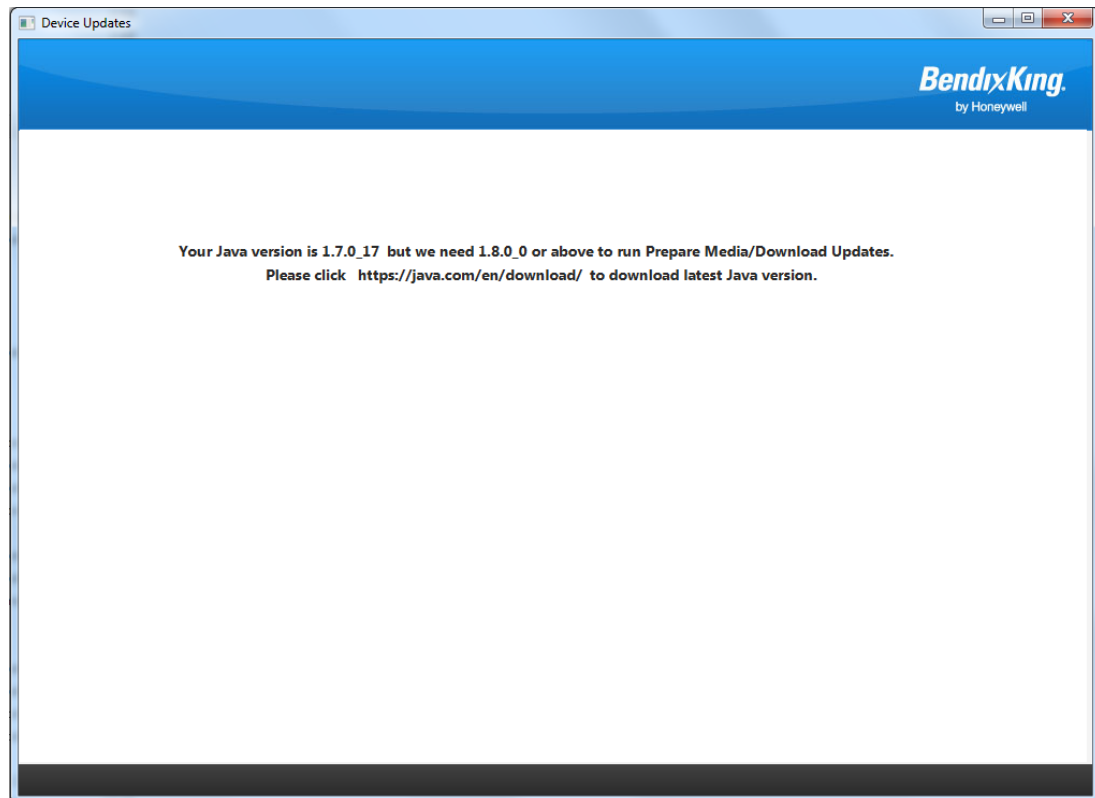 Device Updates
BendixKing.
by Honeywell
Your Java version is 1.7.0_17 but we need 1.8.0_0 or above to run Prepare Media/Download Updates.
Please click https://java.com/en/download/ to download latest Java version.